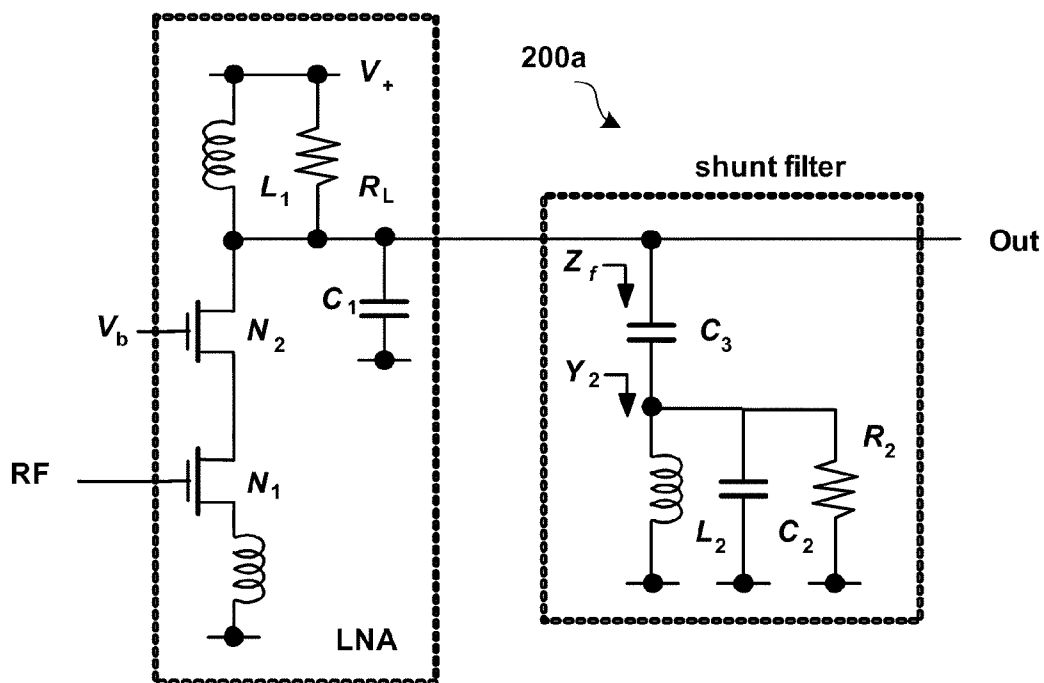 200a
V+
shunt filter
L1
RL
Out
Zf
C1
C3
Vb
N2
Y2
R2
RF
N1
L2
C2
LNA